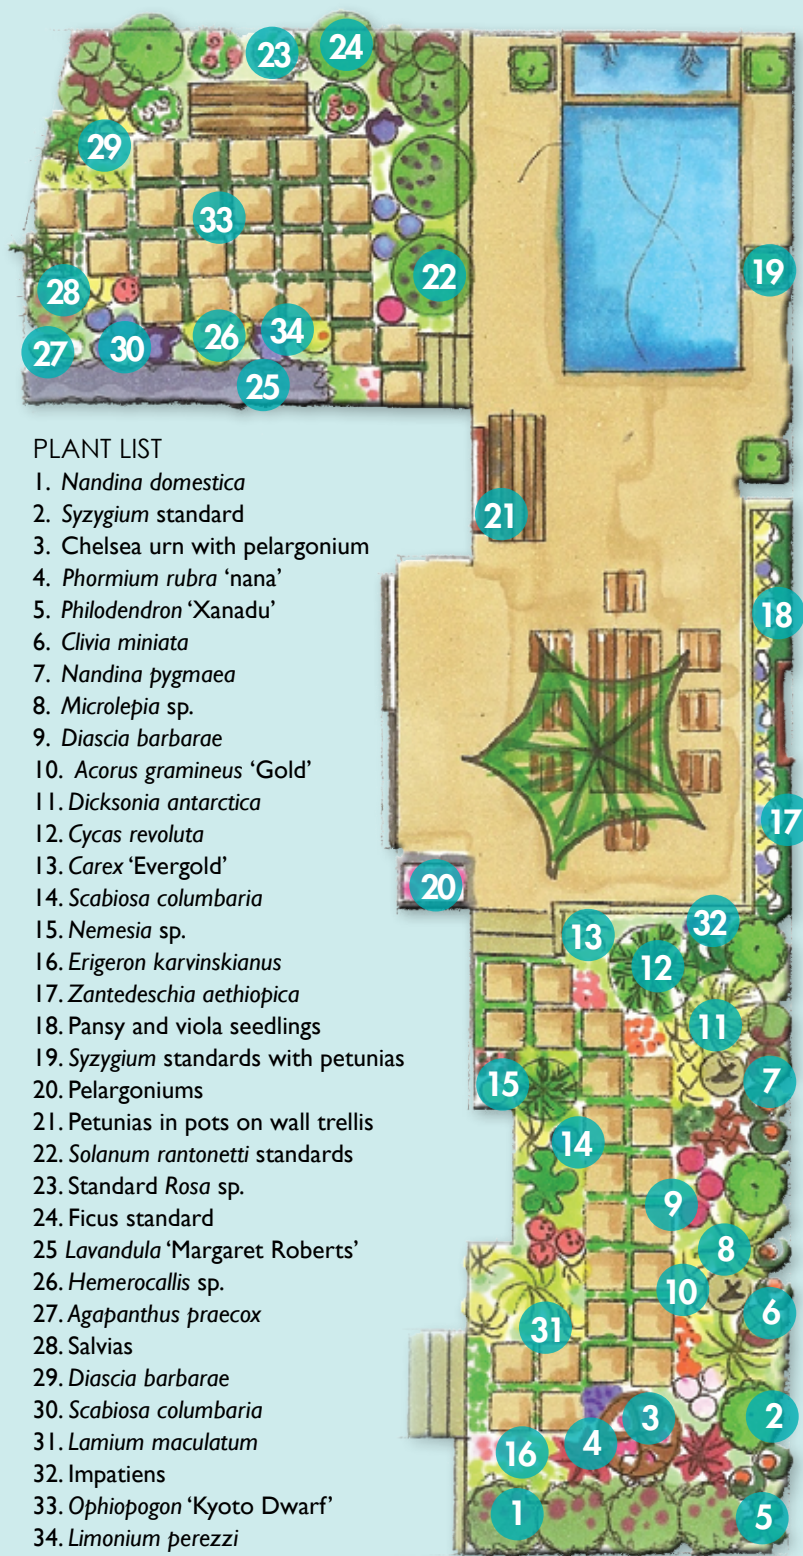 23
24
29
33
19
22
28
34
26
30
27
25
PLANT LIST
1. Nandina domestica
2. Syzygium standard
3. Chelsea urn with pelargonium
4. Phormium rubra ‘nana’
5. Philodendron ‘Xanadu’
6. Clivia miniata
7. Nandina pygmaea
8. Microlepia sp.
9. Diascia barbarae
10. Acorus gramineus ‘Gold’
11. Dicksonia antarctica
12. Cycas revoluta
13. Carex ‘Evergold’
14. Scabiosa columbaria
15. Nemesia sp.
16. Erigeron karvinskianus
17. Zantedeschia aethiopica
18. Pansy and viola seedlings
19. Syzygium standards with petunias
20. Pelargoniums
21. Petunias in pots on wall trellis
22. Solanum rantonetti standards
23. Standard Rosa sp.
24. Ficus standard
25 Lavandula ‘Margaret Roberts’
26. Hemerocallis sp.
27. Agapanthus praecox
28. Salvias
29. Diascia barbarae
30. Scabiosa columbaria
31. Lamium maculatum
32. Impatiens
33. Ophiopogon ‘Kyoto Dwarf’
34. Limonium perezzi
21
18
17
20
32
13
12
11
15
7
14
9
8
10
6
31
2
3
4
16
1
5